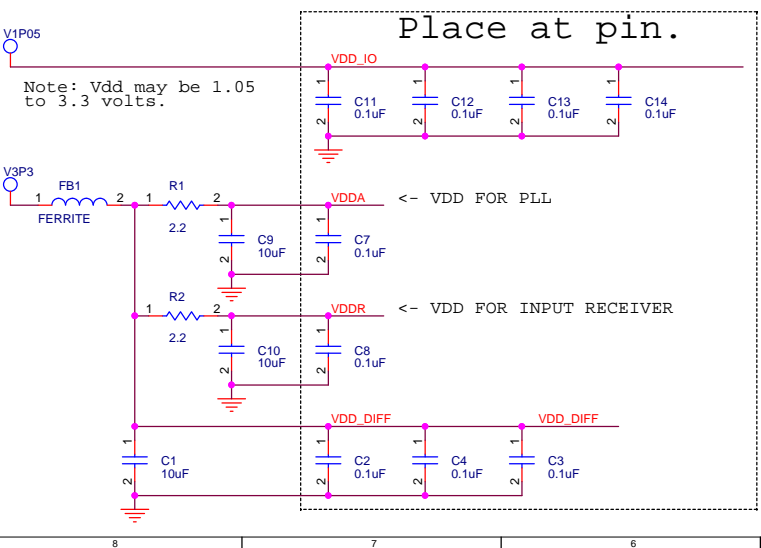 Place at pin.
V1P05
VDD_IO
Note: Vdd may be 1.05
to 3.3 volts.
1 1 1 1
C11 C12 C13 C14
0.1uF 0.1uF 0.1uF 0.1uF
2 2 2 2
V3P3
FB1
1 2
FERRITE
R1
1 2
2.2
VDDA
<- VDD FOR PLL
1 1
C9 C7
10uF 0.1uF
2 2
R2
1 2
2.2
VDDR
<- VDD FOR INPUT RECEIVER
1 1
C10 C8
10uF 0.1uF
2 2
VDD_DIFF VDD_DIFF
1 1 1 1
C1 C2 C4 C3
10uF 0.1uF 0.1uF 0.1uF
2 2 2 2
8 7 6